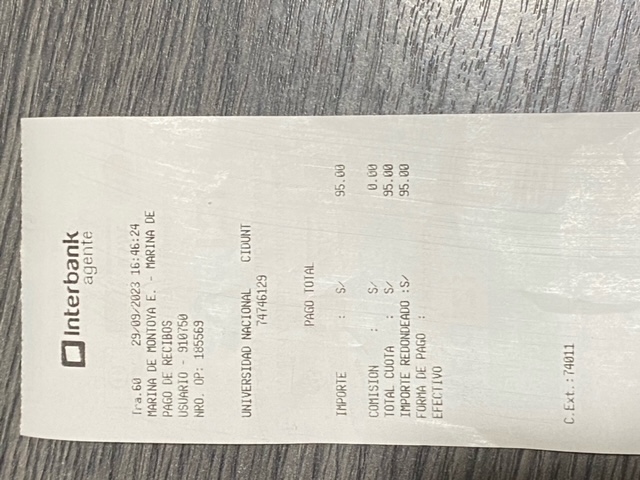 Interbank
agente
Ira.60 29/09/2023 16:46:24
MARINA DE MONTOYA E. - MARINA DE
PAGO DE RECIBOS
USUARIO - 910750
NRO. OP: 185569
UNIVERSIDAD NACIONAL CIDUNT
74746129
PAGO TOTAL
IMPORTE : S/ 95.00
COMISION : S/ 0.00
TOTAL CUOTA : S/ 95.00
IMPORTE REDONDEADO :S/ 95.00
FORMA DE PAGO :
EFECTIVO
C.Ext.:74011